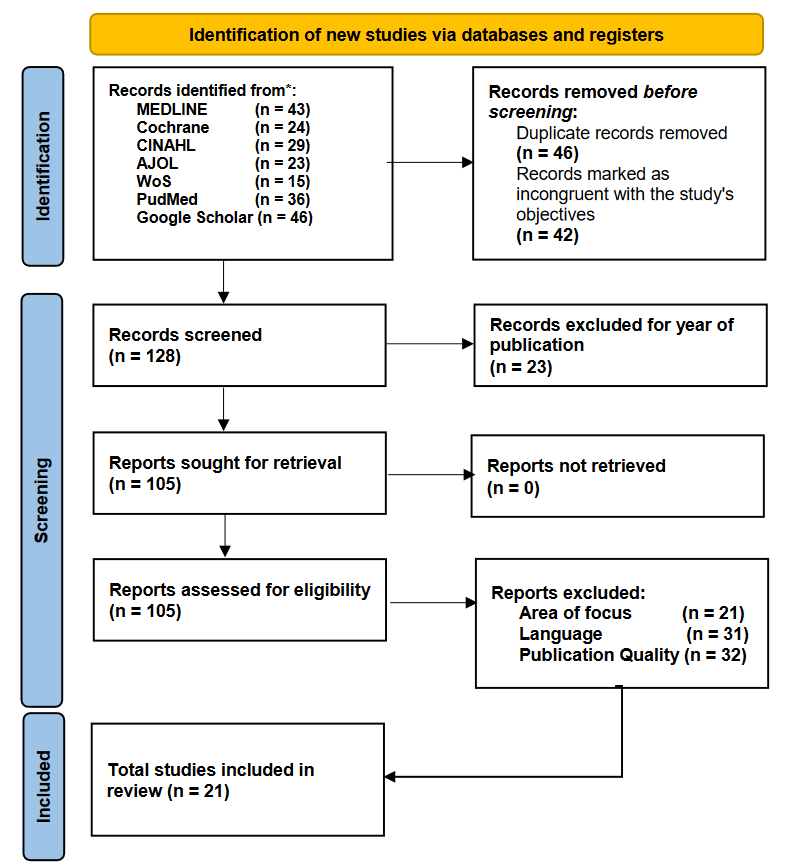 Identification of new studies via databases and registers
Identification
Records identified from*:
MEDLINE (n = 43)
Cochrane (n = 24)
CINAHL (n = 29)
AJOL (n = 23)
WoS (n = 15)
PudMed (n = 36)
Google Scholar (n = 46)
Records removed before
screening:
Duplicate records removed
(n = 46)
Records marked as
incongruent with the study's
objectives
(n = 42)
Screening
Records screened
(n = 128)
Records excluded for year of
publication
(n = 23)
Reports sought for retrieval
(n = 105)
Reports not retrieved
(n = 0)
Reports assessed for eligibility
(n = 105)
Reports excluded:
Area of focus (n = 21)
Language (n = 31)
Publication Quality (n = 32)
Included
Total studies included in
review (n = 21)